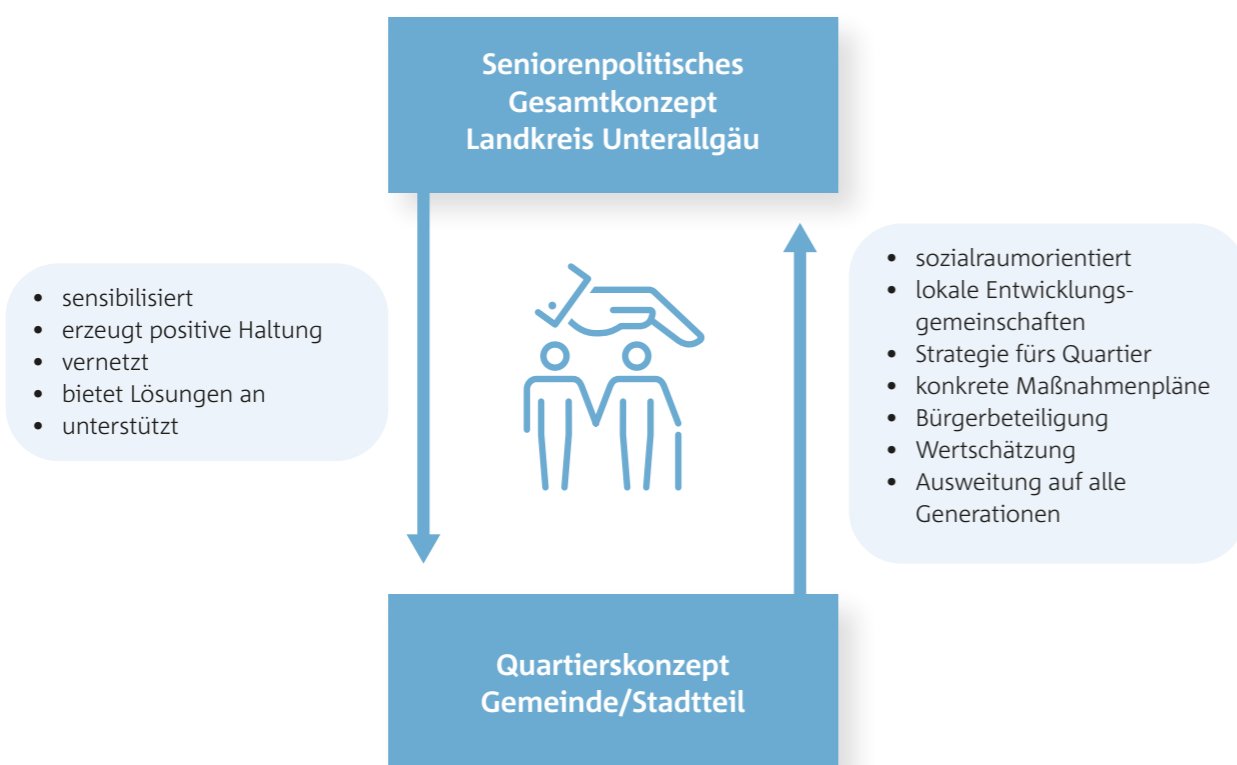 Seniorenpolitisches
Gesamtkonzept
Landkreis Unterallgäu
• sensibilisiert
• erzeugt positive Haltung
• vernetzt
• bietet Lösungen an
• unterstützt
• sozialraumorientiert
• lokale Entwicklungs-
gemeinschaften
• Strategie fürs Quartier
• konkrete Maßnahmenpläne
• Bürgerbeteiligung
• Wertschätzung
• Ausweitung auf alle
Generationen
Quartierskonzept
Gemeinde/Stadtteil